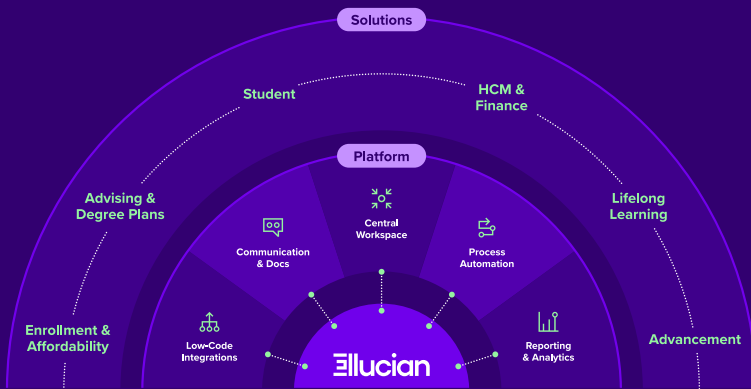 Solutions
Student
HCM &
Finance
Advising &
Degree Plans
Lifelong
Learning
Enrollment &
Affordability
Advancement
Platform
Low-Code
Integrations
Communication
& Docs
Central
Workspace
Process
Automation
Reporting
& Analytics
Ellucian